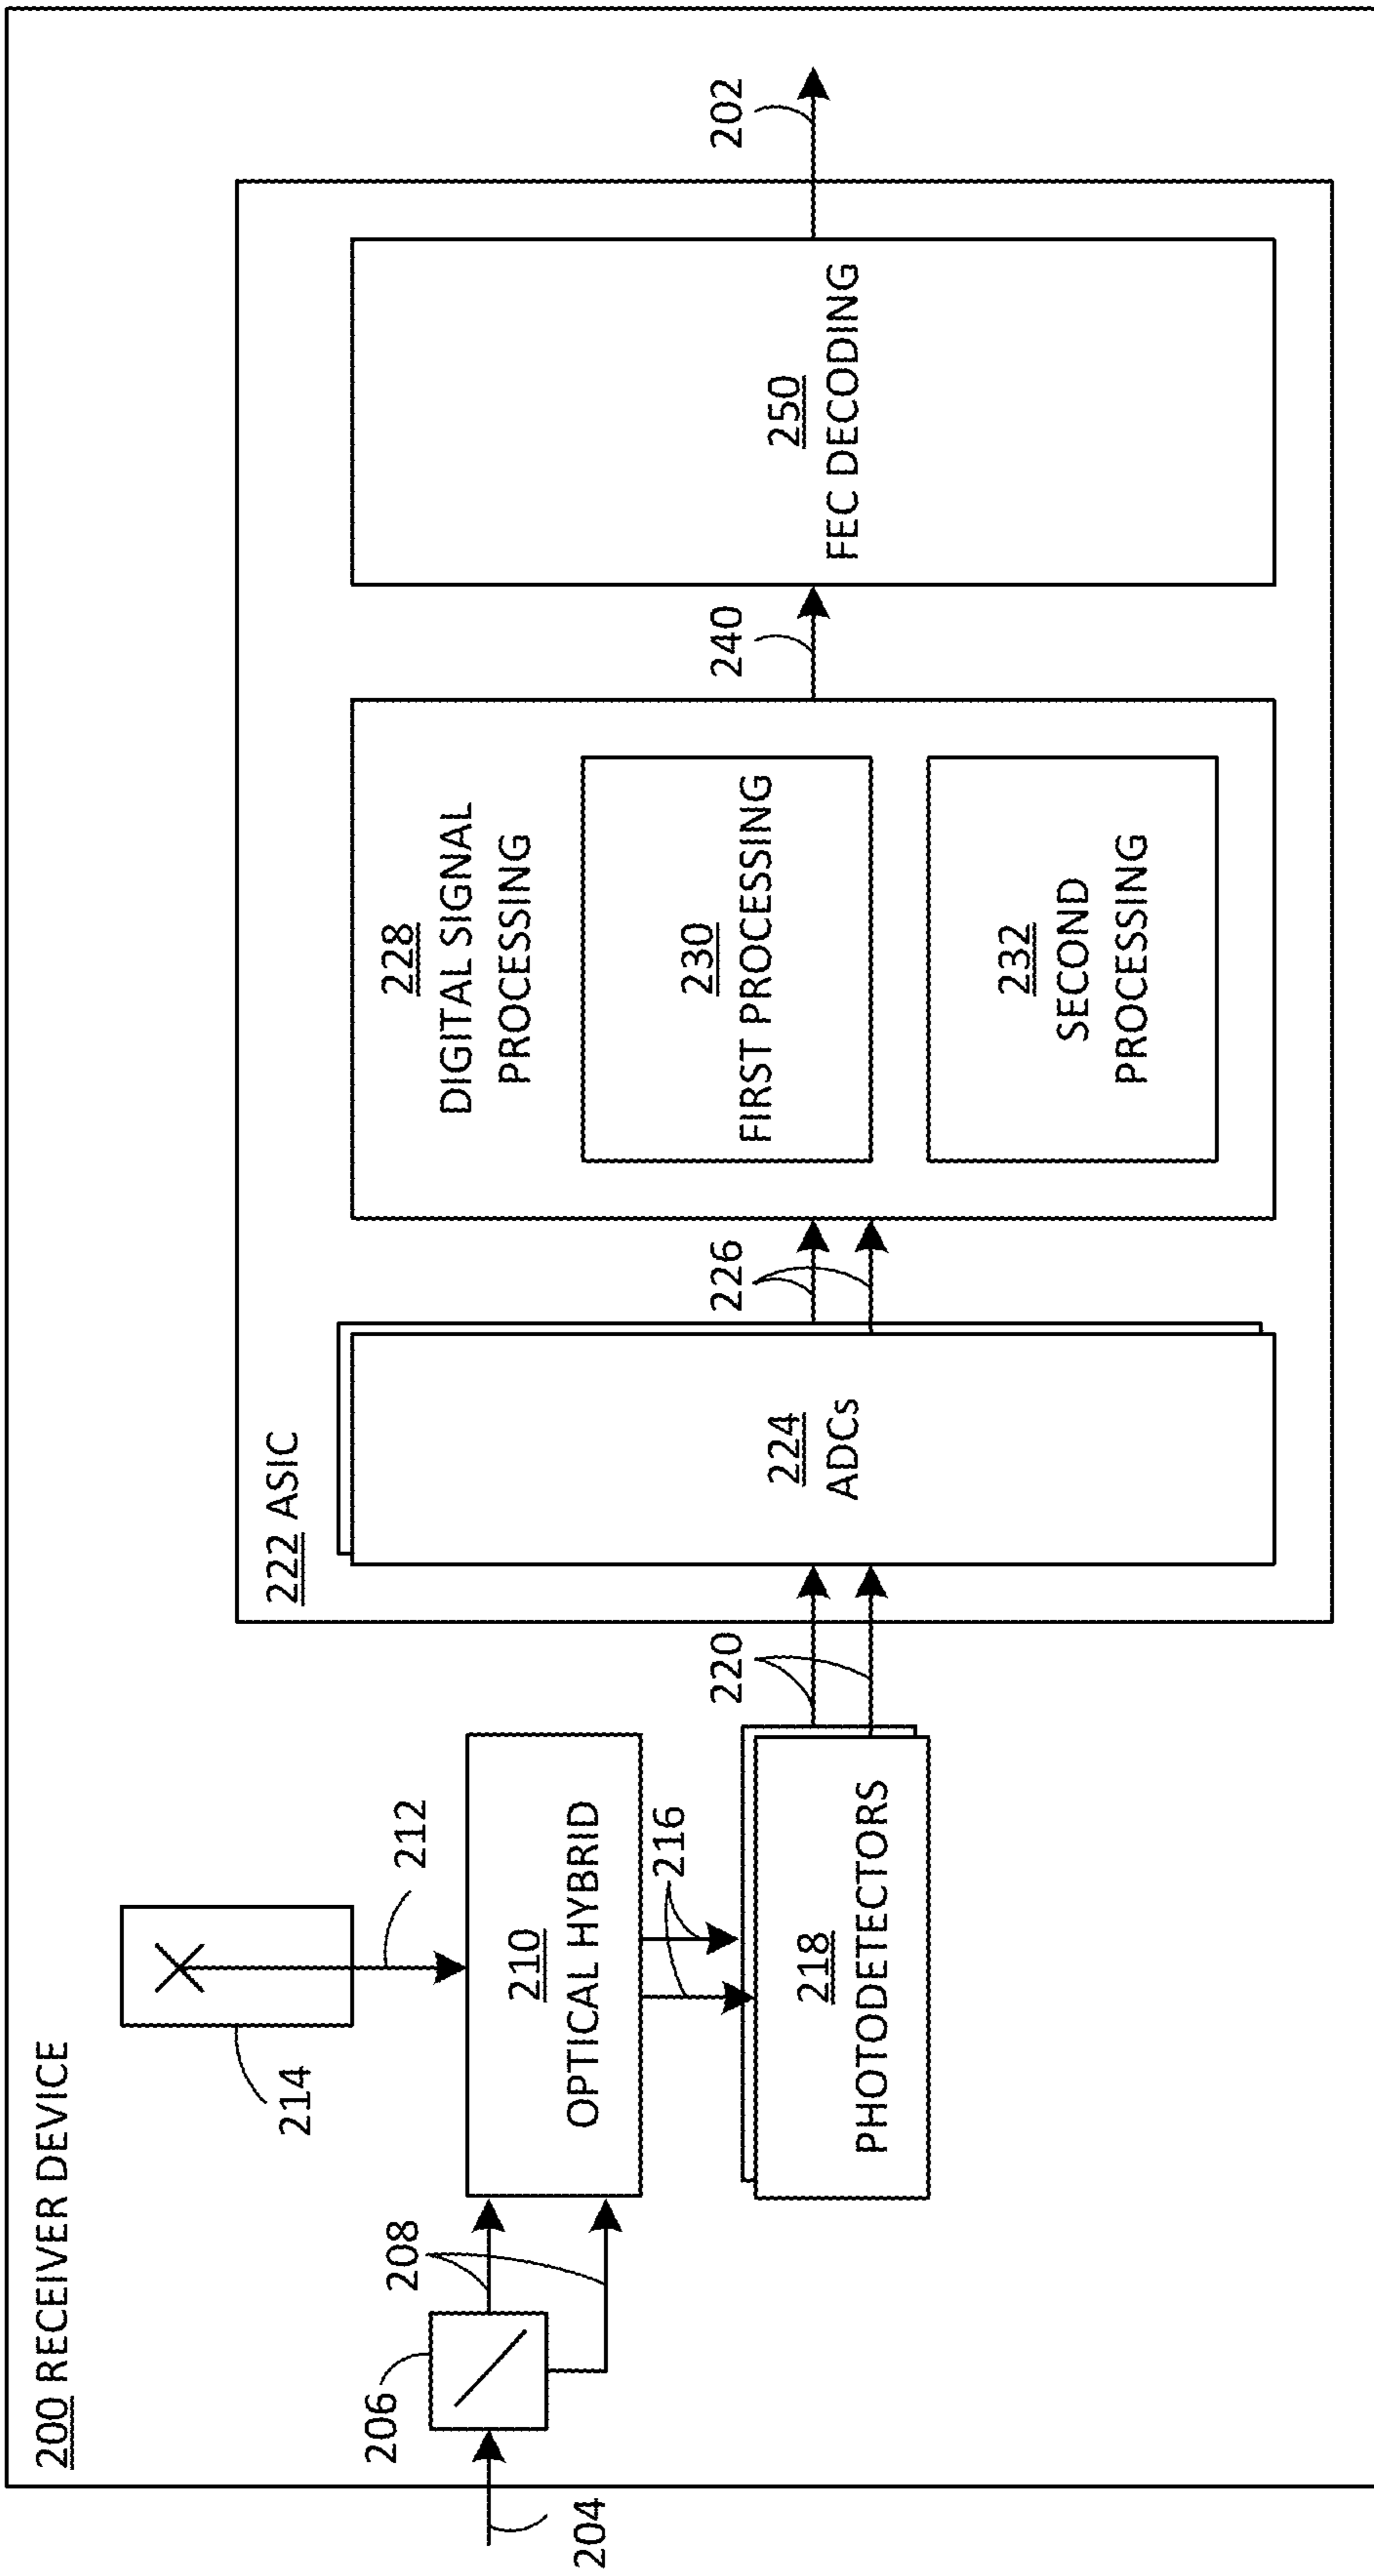 200 RECEIVER DEVICE
204
206
208
214
212
210
OPTICAL HYBRID
216
218
PHOTODETECTORS
220
222 ASIC
224
ADCs
226
228
DIGITAL SIGNAL
PROCESSING
230
FIRST PROCESSING
232
SECOND
PROCESSING
240
250
FEC DECODING
202